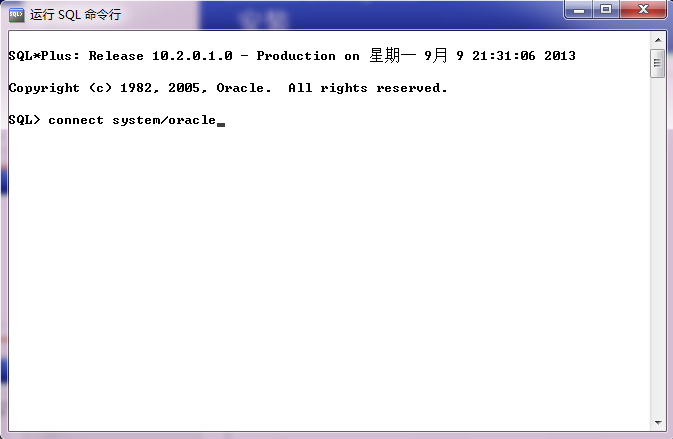 运行 SQL 命令行
SQL*Plus: Release 10.2.0.1.0 - Production on 星期一 9月 9 21:31:06 2013
Copyright (c) 1982, 2005, Oracle.  All rights reserved.
SQL> connect system/oracle